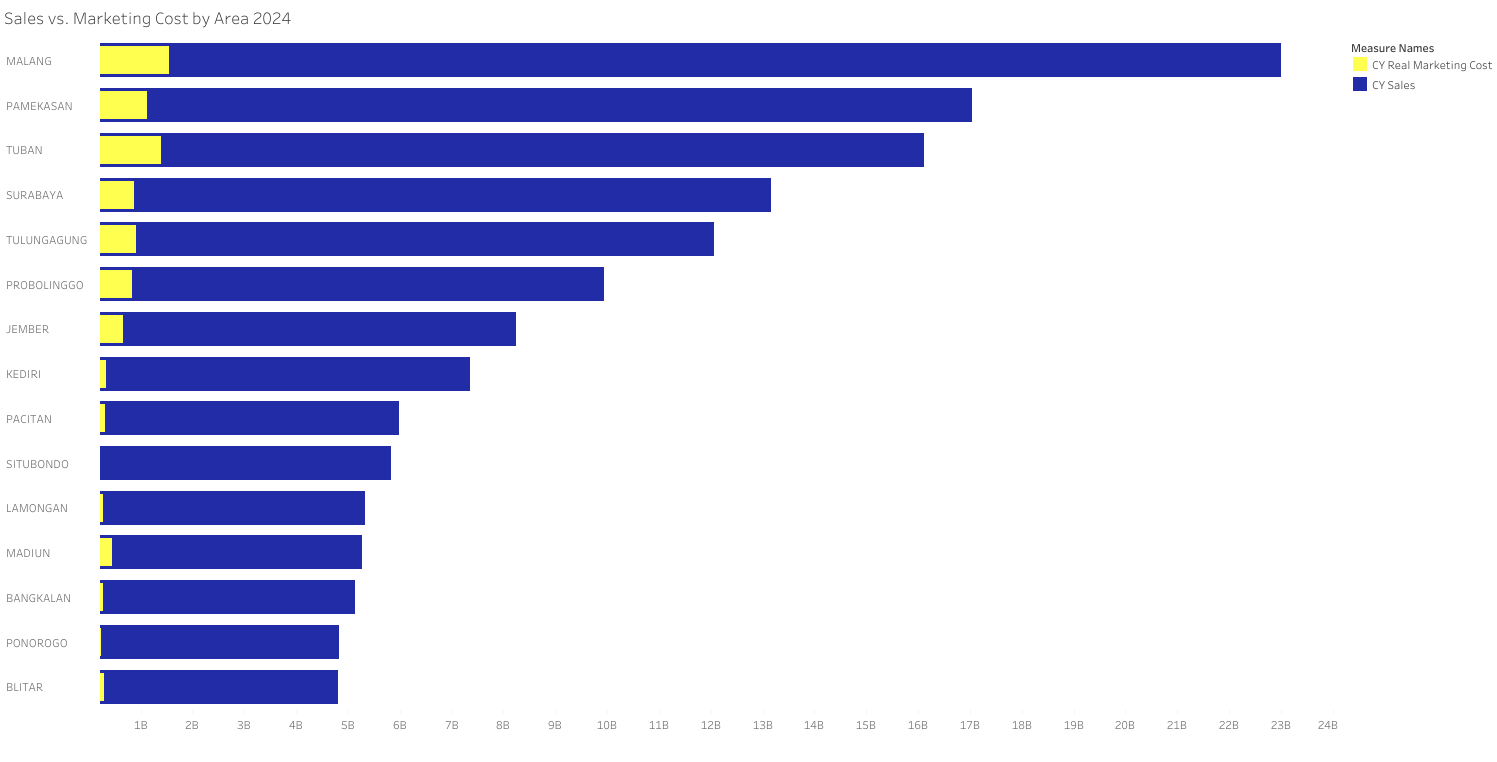 Sales vs. Marketing Cost by Area 2024
Measure Names
CY Real Marketing Cost
CY Sales
MALANG
PAMEKASAN
TUBAN
SURABAYA
TULUNGAGUNG
PROBOLINGGO
JEMBER
KEDIRI
PACITAN
SITUBONDO
LAMONGAN
MADIUN
BANGKALAN
PONOROGO
BLITAR
1B 2B 3B 4B 5B 6B 7B 8B 9B 10B 11B 12B 13B 14B 15B 16B 17B 18B 19B 20B 21B 22B 23B 24B